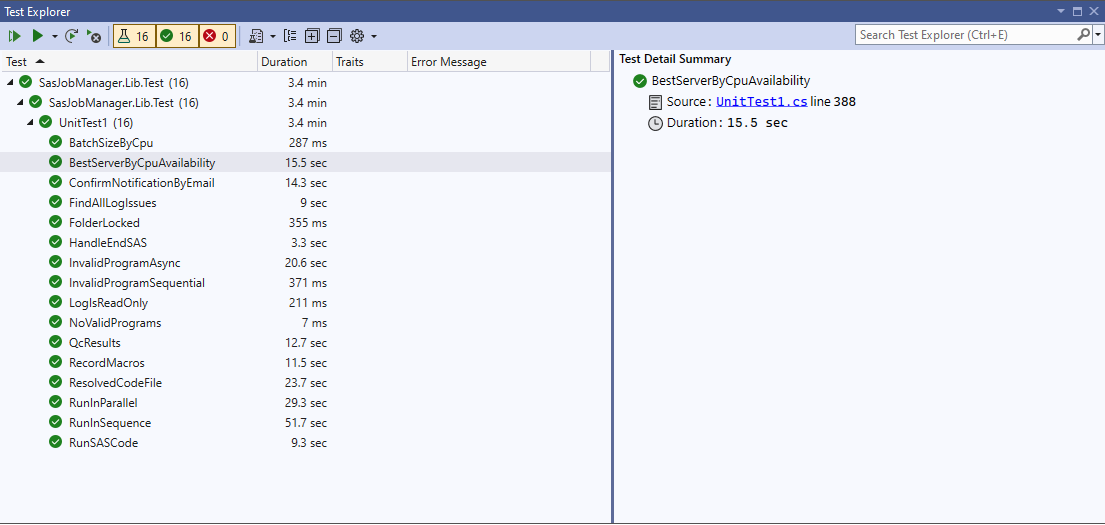 Test Explorer
16 16 0 Search Test Explorer (Ctrl+E)
Test Duration Traits Error Message
SasJobManager.Lib.Test (16) 3.4 min
SasJobManager.Lib.Test (16) 3.4 min
UnitTest1 (16) 3.4 min
BatchSizeByCpu 287 ms
BestServerByCpuAvailability 15.5 sec
ConfirmNotificationByEmail 14.3 sec
FindAllLogIssues 9 sec
FolderLocked 355 ms
HandleEndSAS 3.3 sec
InvalidProgramAsync 20.6 sec
InvalidProgramSequential 371 ms
LogIsReadOnly 211 ms
NoValidPrograms 7 ms
QcResults 12.7 sec
RecordMacros 11.5 sec
ResolvedCodeFile 23.7 sec
RunInParallel 29.3 sec
RunInSequence 51.7 sec
RunSASCode 9.3 sec
Test Detail Summary
BestServerByCpuAvailability
Source: UnitTest1.cs line 388
Duration: 15.5 sec